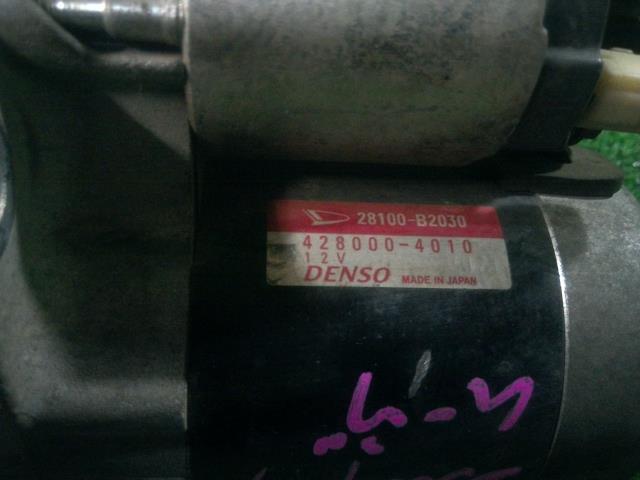 28100-B2030
428000-4010
12V
DENSO MADE IN JAPAN